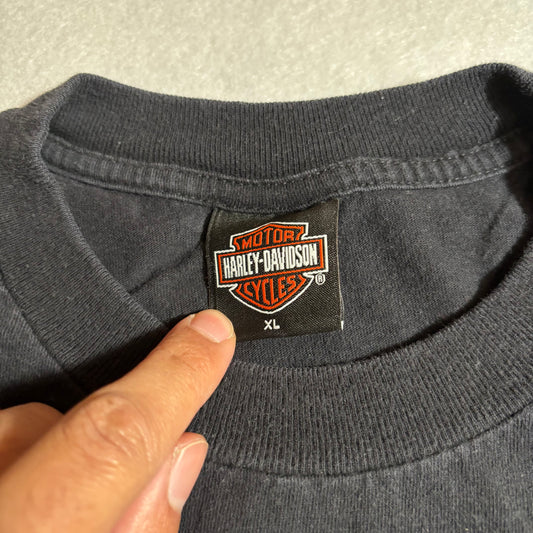 MOTOR
HARLEY-DAVIDSON
CYCLES
®
XL